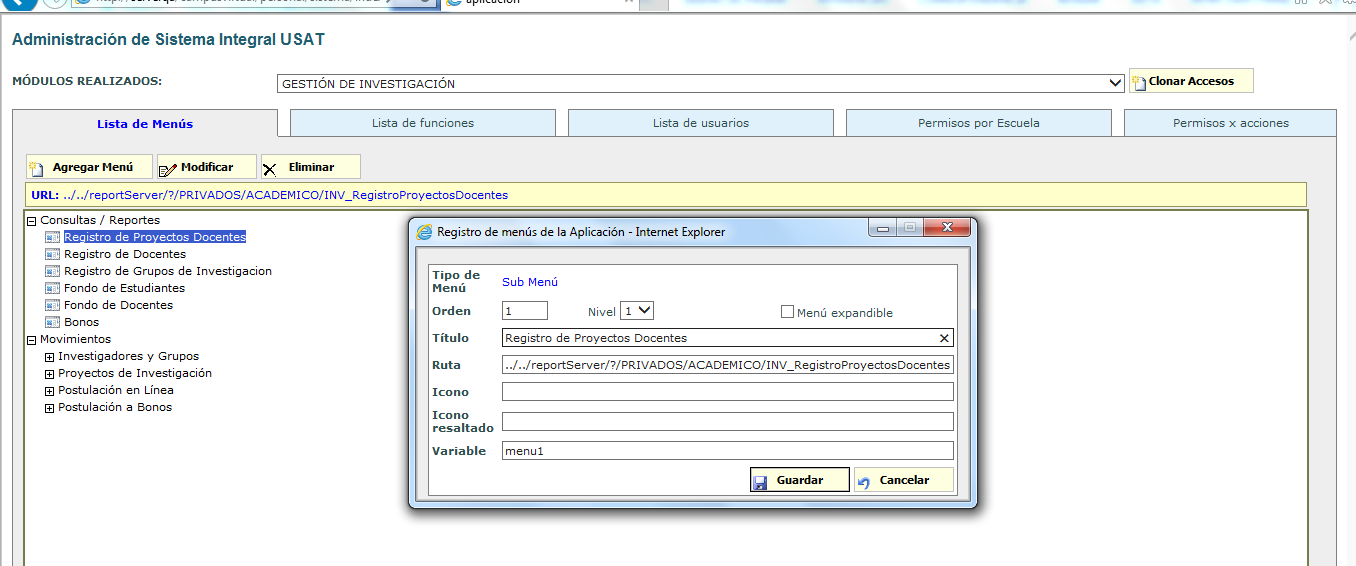 aplicación
Administración de Sistema Integral USAT
MÓDULOS REALIZADOS:
GESTIÓN DE INVESTIGACIÓN
Clonar Accesos
Lista de Menús
Lista de funciones
Lista de usuarios
Permisos por Escuela
Permisos x acciones
Agregar Menú
Modificar
Eliminar
URL: ../../reportServer/?/PRIVADOS/ACADEMICO/INV_RegistroProyectosDocentes
Consultas / Reportes
Registro de Proyectos Docentes
Registro de Docentes
Registro de Grupos de Investigacion
Fondo de Estudiantes
Fondo de Docentes
Bonos
Movimientos
Investigadores y Grupos
Proyectos de Investigación
Postulación en Línea
Postulación a Bonos
Registro de menús de la Aplicación - Internet Explorer
Tipo de Menú
Sub Menú
Orden
1
Nivel 1
Menú expandible
Título
Registro de Proyectos Docentes
Ruta
../../reportServer/?/PRIVADOS/ACADEMICO/INV_RegistroProyectosDocentes
Icono
Icono resaltado
Variable
menu1
Guardar
Cancelar